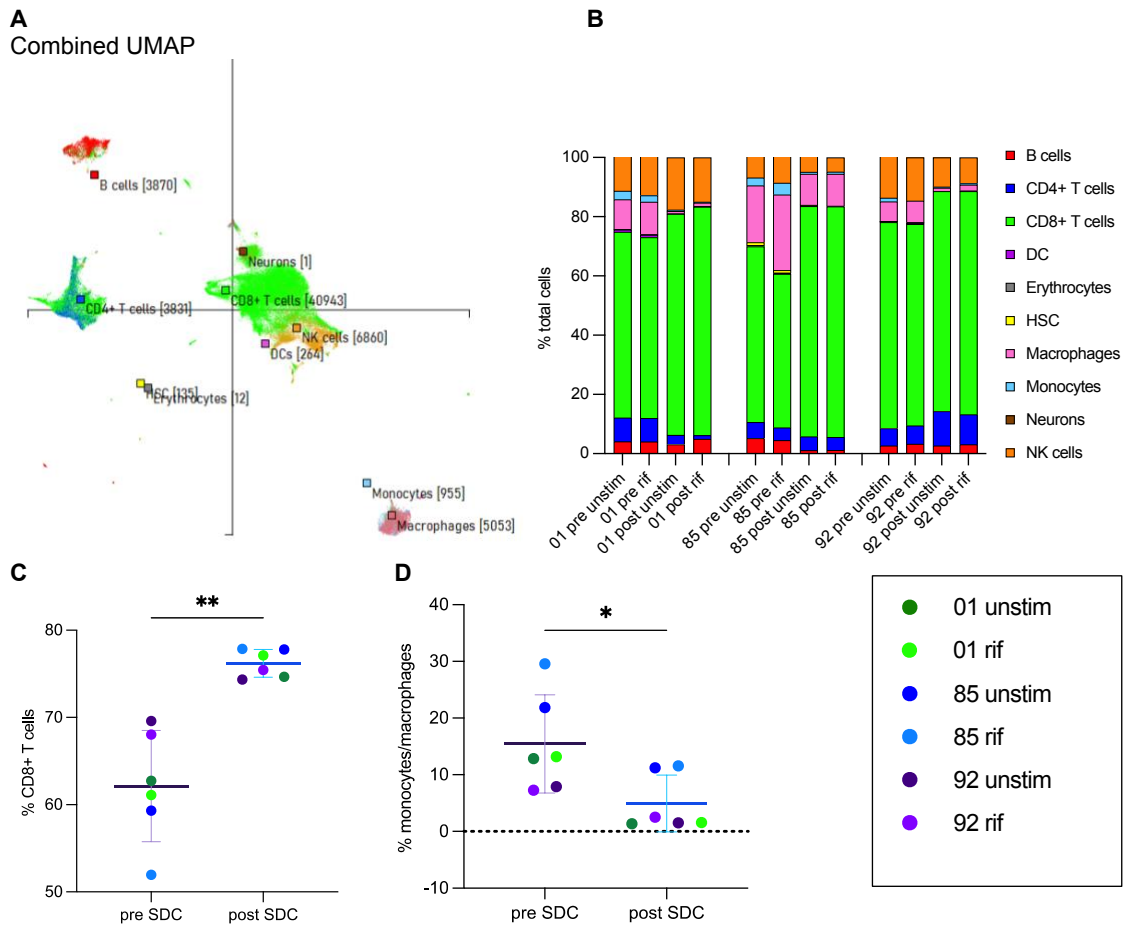 A
Combined UMAP
B cells [3870]
Neurons [1]
CD8+ T cells [40943]
CD4+ T cells [3831]
NK cells [6860]
DCs [264]
HSC [135]
Erythrocytes [12]
Monocytes [955]
Macrophages [5053]
B
% total cells
100
80
60
40
20
0
01 pre unstim
01 pre rif
01 post unstim
01 post rif
85 pre unstim
85 pre rif
85 post unstim
85 post rif
92 pre unstim
92 pre rif
92 post unstim
92 post rif
B cells
CD4+ T cells
CD8+ T cells
DC
Erythrocytes
HSC
Macrophages
Monocytes
Neurons
NK cells
C
**
% CD8+ T cells
80
70
60
50
pre SDC
post SDC
D
*
% monocytes/macrophages
40
30
20
10
0
-10
pre SDC
post SDC
01 unstim
01 rif
85 unstim
85 rif
92 unstim
92 rif